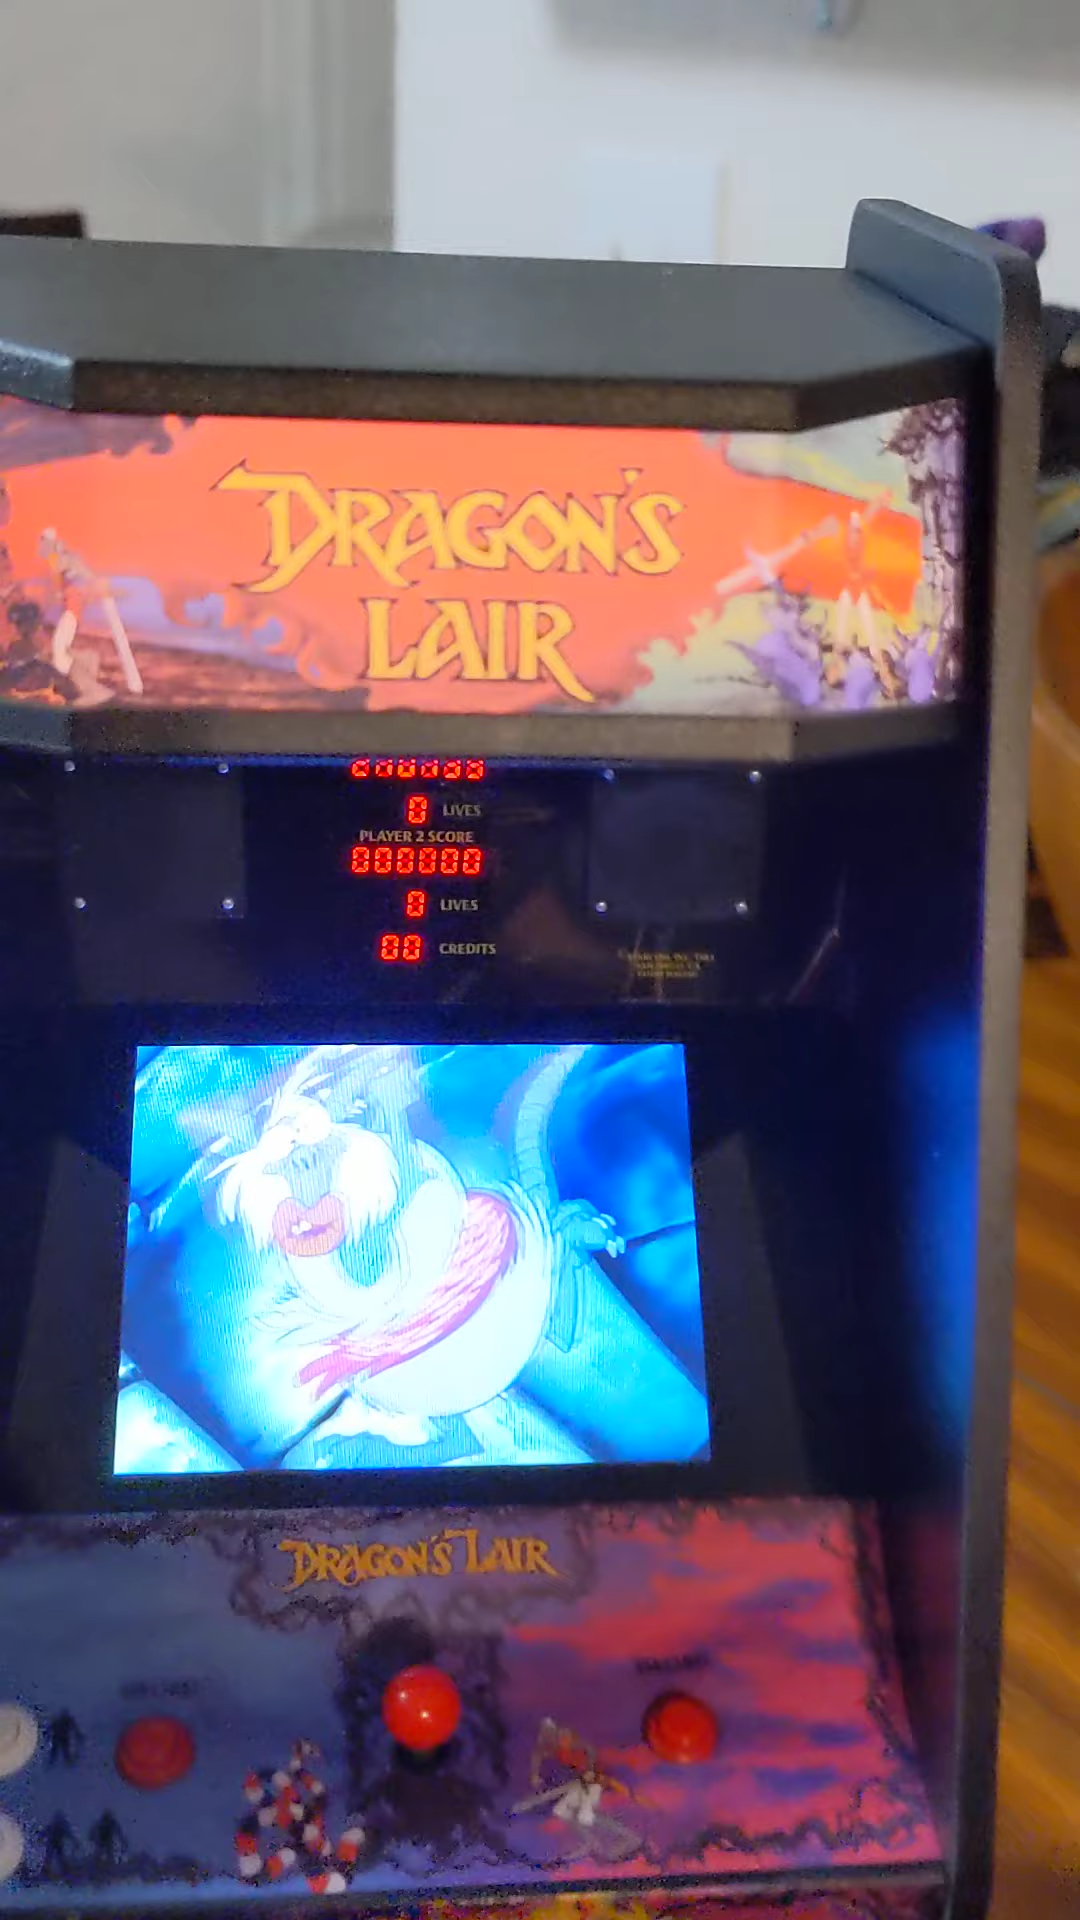 DRAGON'S
LAIR
0 LIVES
PLAYER 2 SCORE
000000
0 LIVES
00 CREDITS
DRAGON'S LAIR